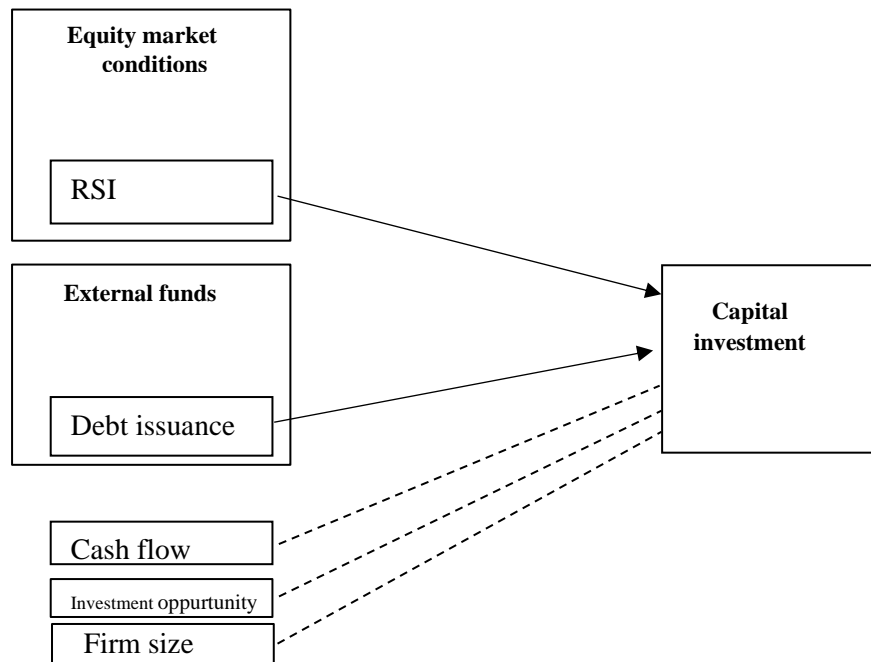 Equity market
conditions
RSI
External funds
Debt issuance
Capital
investment
Cash flow
Investment oppurtunity
Firm size